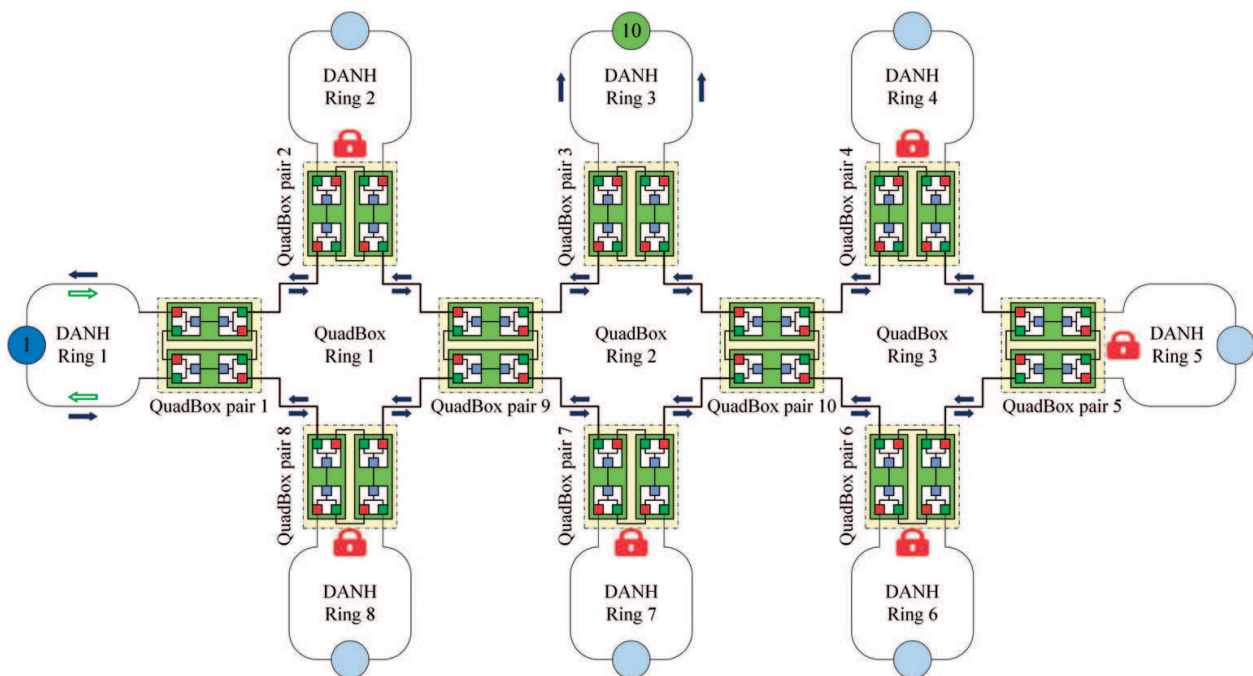 10
DANH
Ring 2
DANH
Ring 3
DANH
Ring 4
QuadBox pair 2
QuadBox pair 3
QuadBox pair 4
1
DANH
Ring 1
QuadBox
Ring 1
QuadBox
Ring 2
QuadBox
Ring 3
DANH
Ring 5
QuadBox pair 1
QuadBox pair 9
QuadBox pair 10
QuadBox pair 5
QuadBox pair 8
QuadBox pair 7
QuadBox pair 6
DANH
Ring 8
DANH
Ring 7
DANH
Ring 6